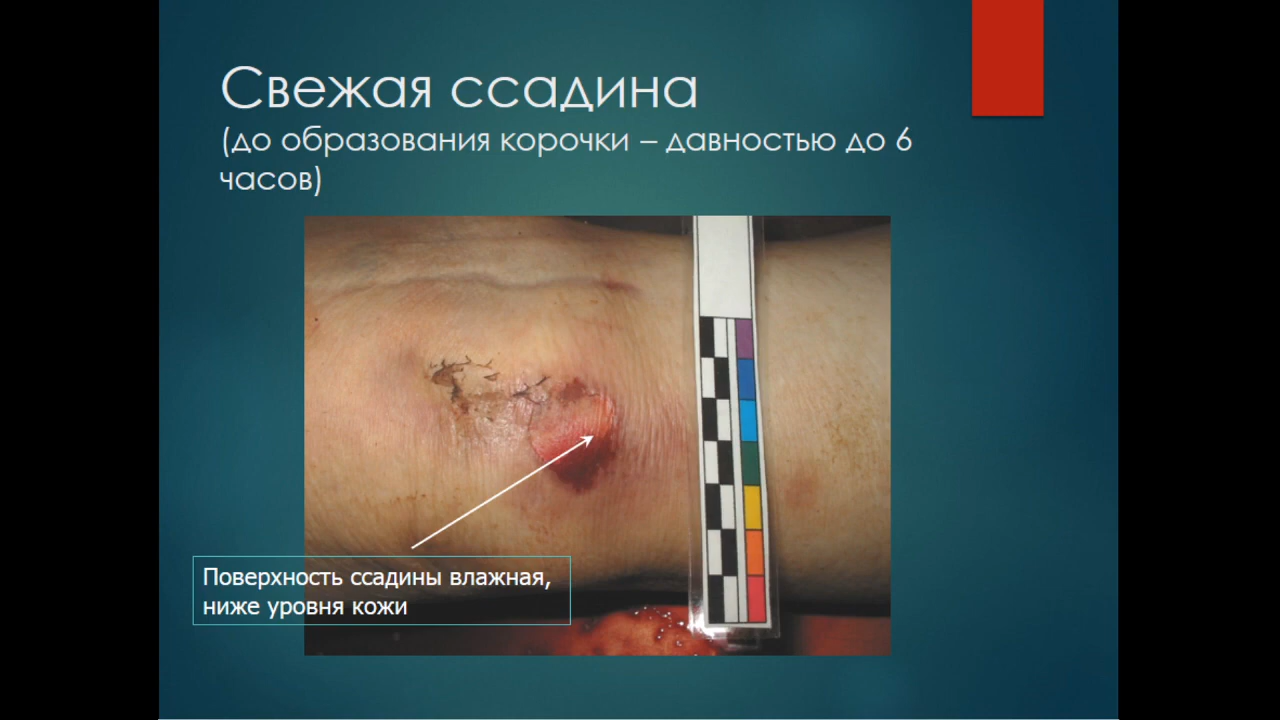 Свежая ссадина
(до образования корочки – давностью до 6
часов)
Поверхность ссадины влажная,
ниже уровня кожи